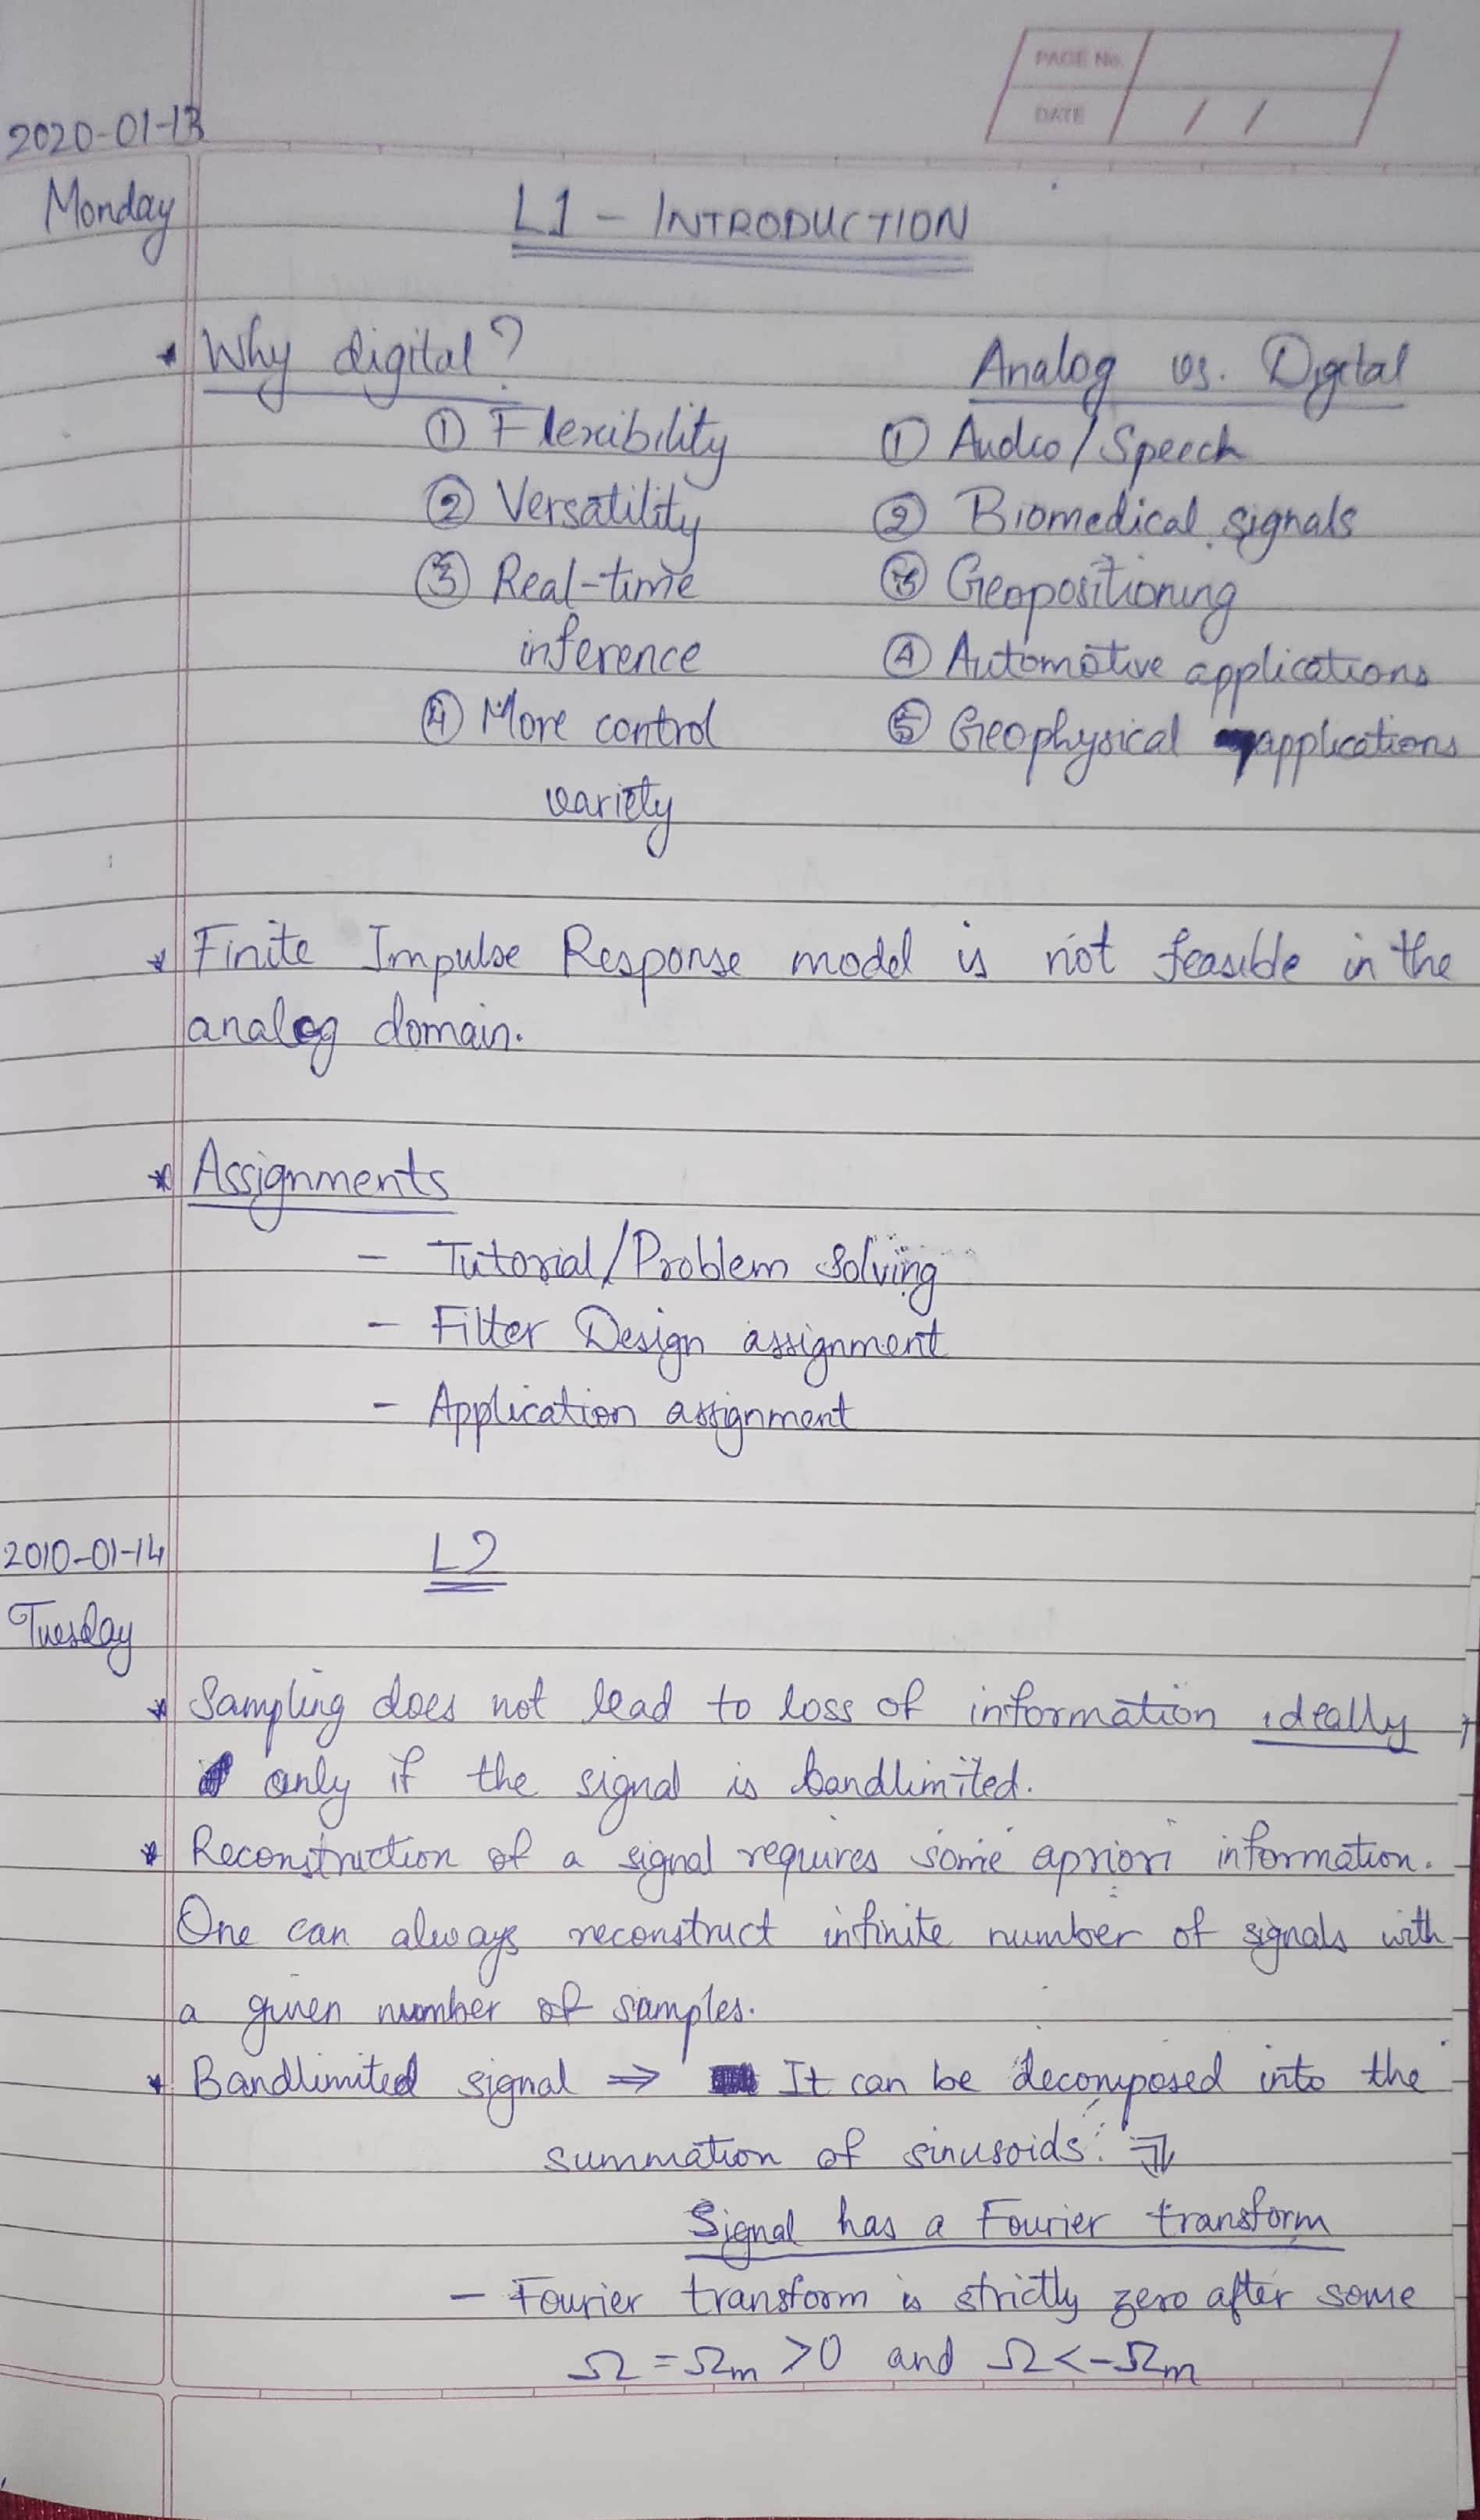 PAGE No.
DATE / /
2020-01-13
Monday
L1 - INTRODUCTION
* Why digital?
① Flexibility
② Versatility
③ Real-time
inference
④ More control
variety
Analog vs. Digital
① Audio/Speech
② Biomedical signals
③ Geopositioning
④ Automotive applications
⑤ Geophysical applications
* Finite Impulse Response model is not feasible in the
analog domain.
* Assignments
- Tutorial/Problem solving
- Filter Design assignment
- Application assignment
2010-01-14
Tuesday
L2
* Sampling does not lead to loss of information ideally,
only if the signal is bandlimited.
* Reconstruction of a signal requires some apriori information.
One can always reconstruct infinite number of signals with
a given number of samples.
* Bandlimited signal ⇒ It can be decomposed into the
summation of sinusoids.
Signal has a Fourier transform
- Fourier transform is strictly zero after some
Ω = Ωm > 0 and Ω < -Ωm